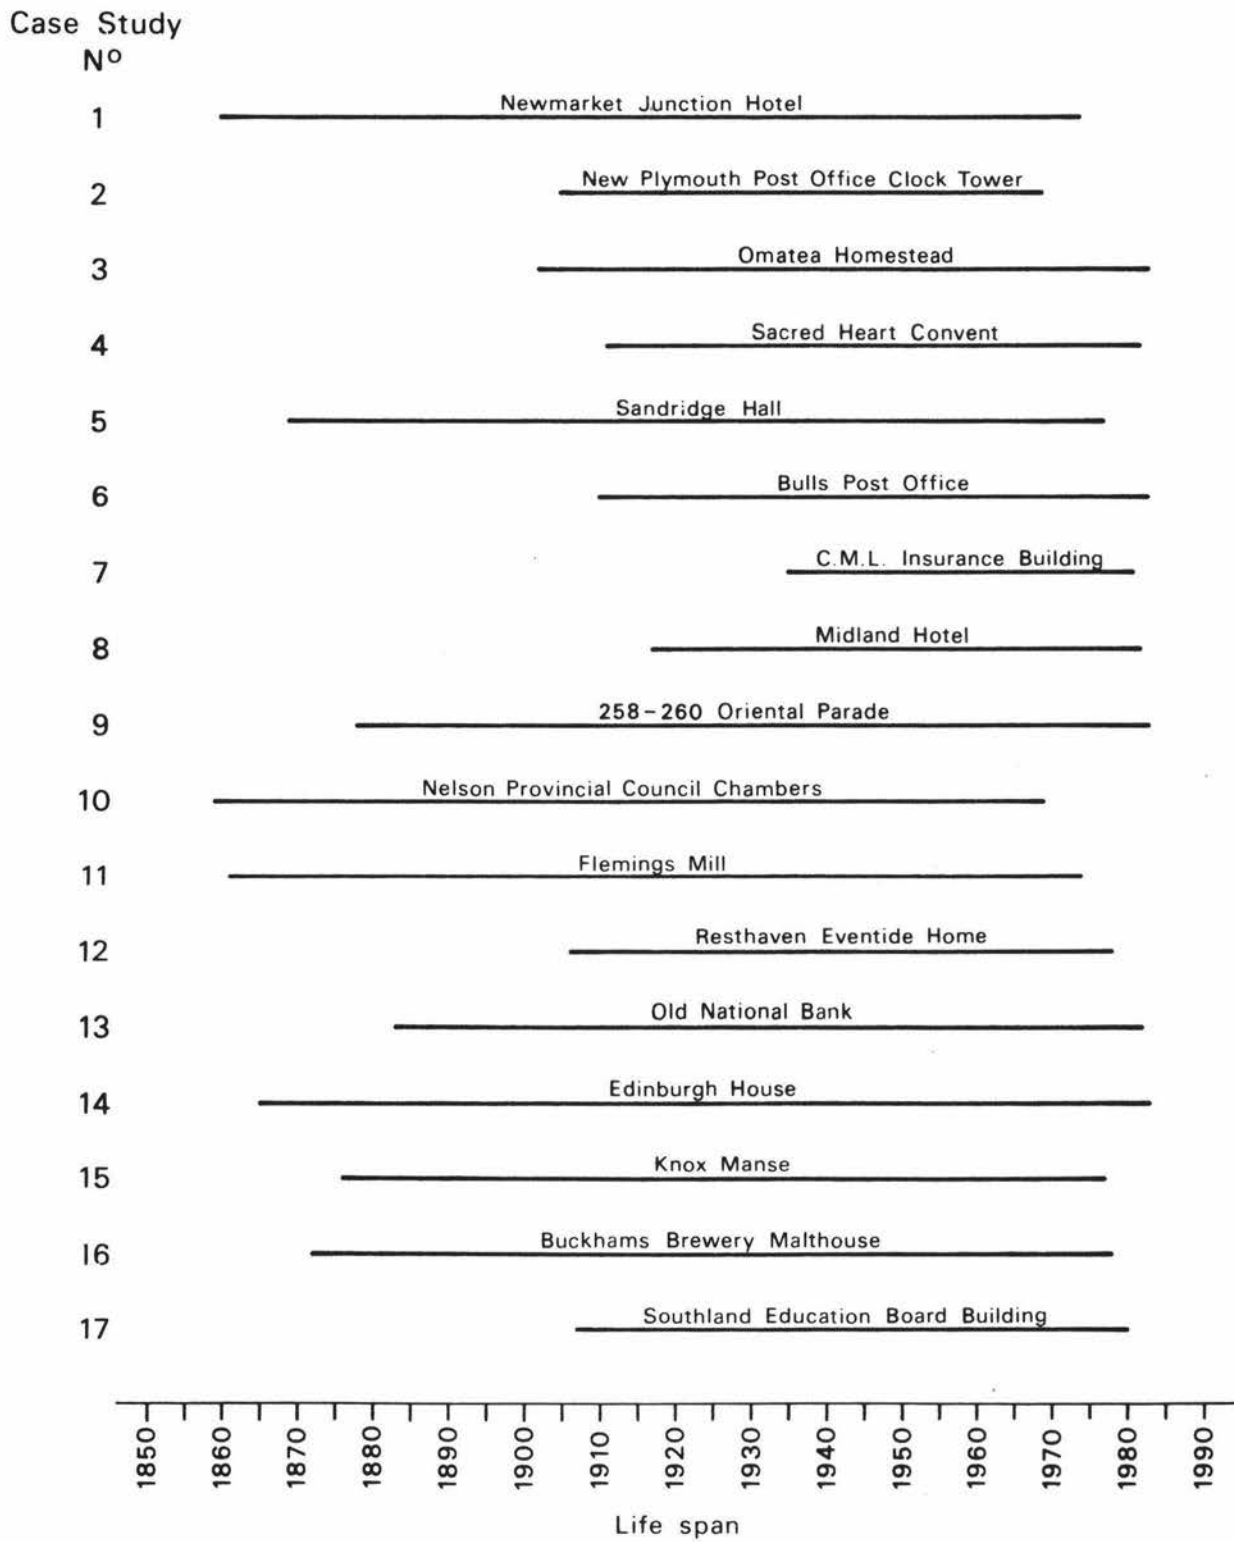 Case Study
Nº
1 Newmarket Junction Hotel
2 New Plymouth Post Office Clock Tower
3 Omatea Homestead
4 Sacred Heart Convent
5 Sandridge Hall
6 Bulls Post Office
7 C.M.L. Insurance Building
8 Midland Hotel
9 258-260 Oriental Parade
10 Nelson Provincial Council Chambers
11 Flemings Mill
12 Resthaven Eventide Home
13 Old National Bank
14 Edinburgh House
15 Knox Manse
16 Buckhams Brewery Malthouse
17 Southland Education Board Building
1850 1860 1870 1880 1890 1900 1910 1920 1930 1940 1950 1960 1970 1980 1990
Life span